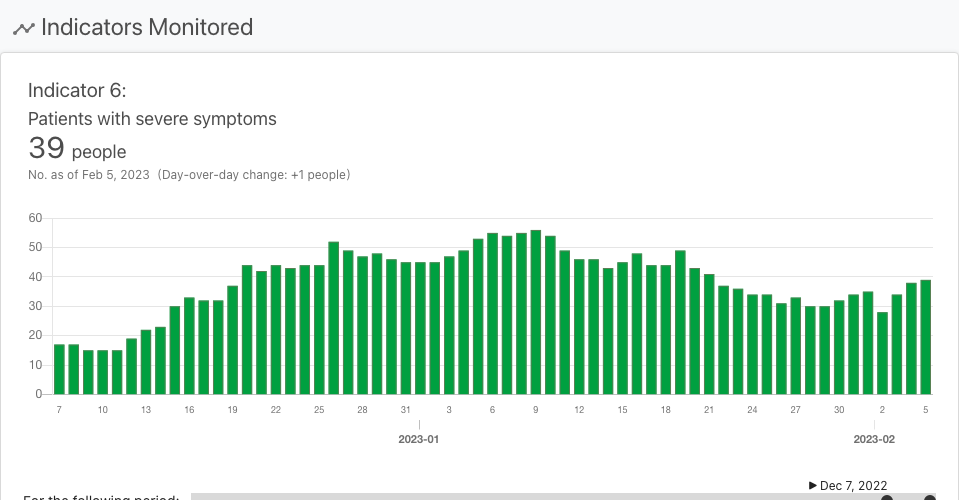 Indicators Monitored
Indicator 6:
Patients with severe symptoms
39 people
No. as of Feb 5, 2023 (Day-over-day change: +1 people)
60
50
40
30
20
10
0
7 10 13 16 19 22 25 28 31 3 6 9 12 15 18 21 24 27 30 2 5
2023-01 2023-02
▶ Dec 7, 2022
For the following period: